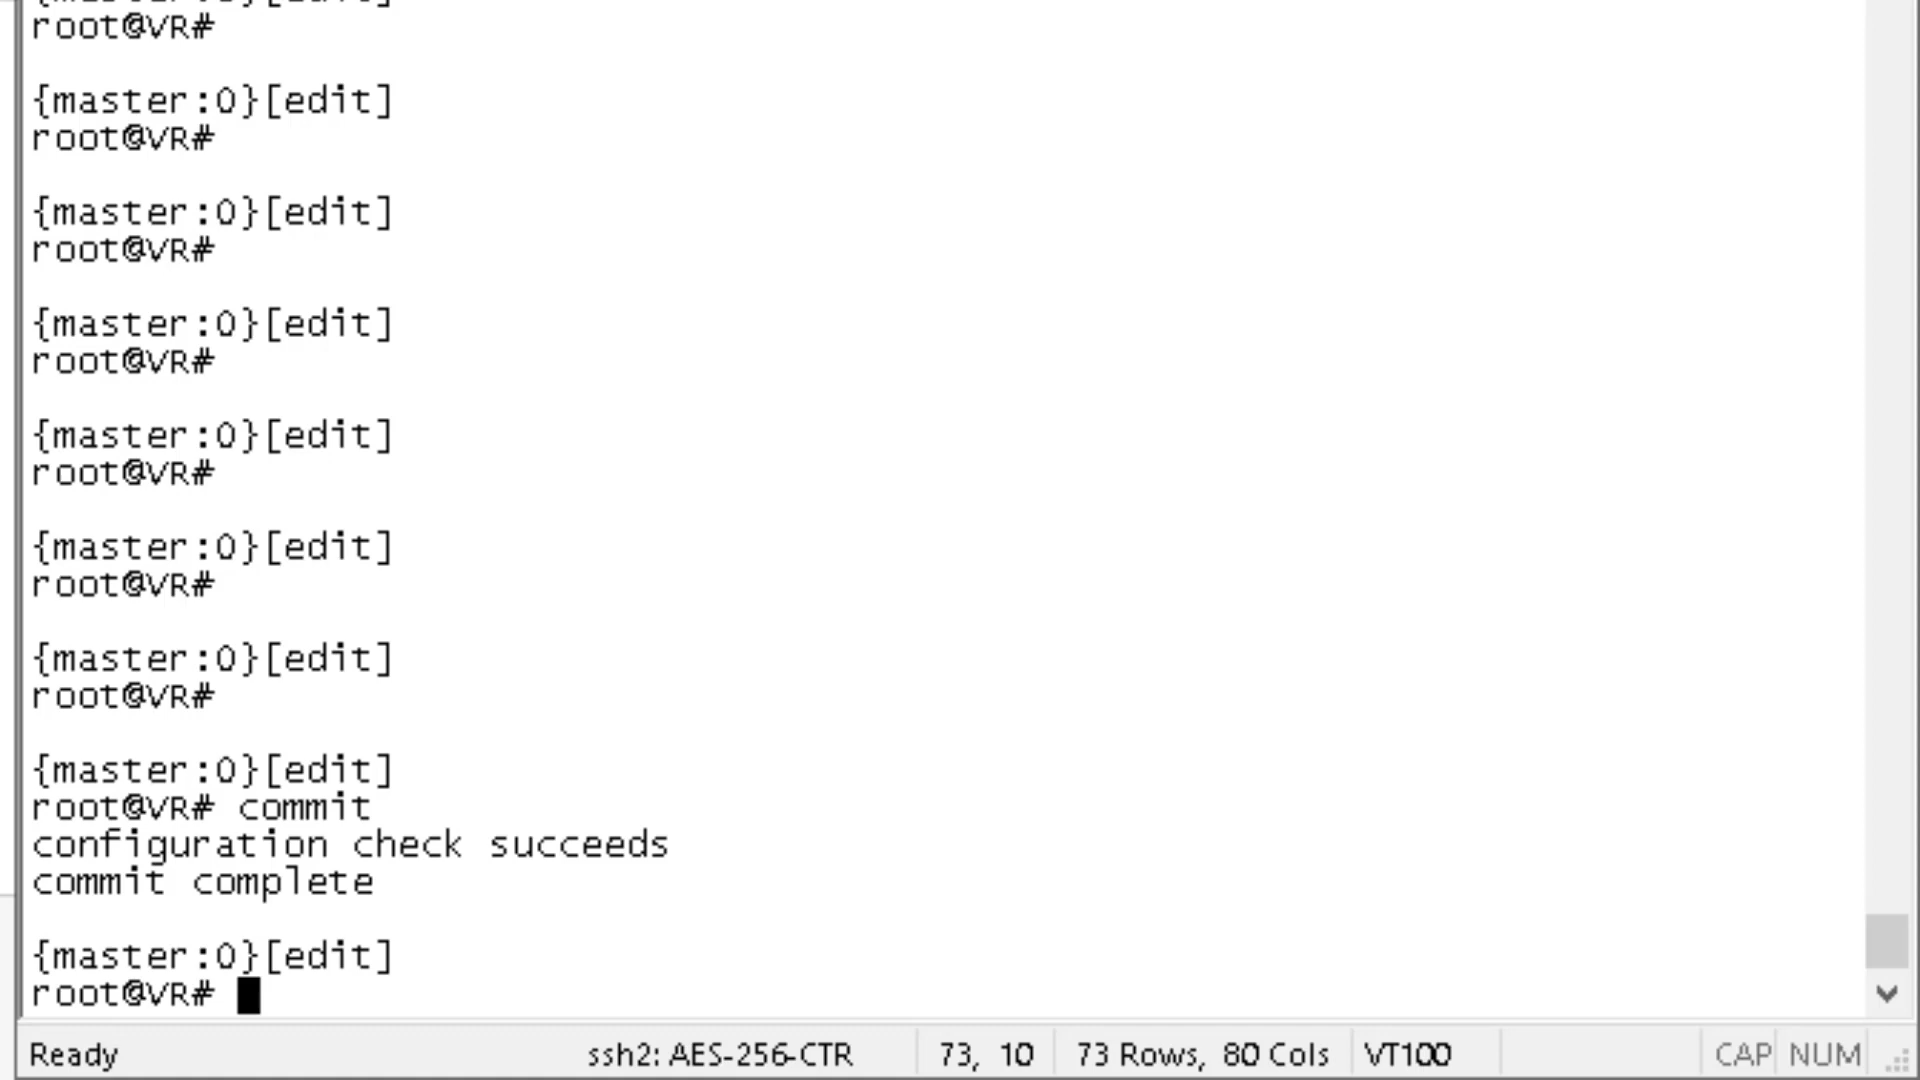 {master:0}[edit]
root@VR#
{master:0}[edit]
root@VR#
{master:0}[edit]
root@VR#
{master:0}[edit]
root@VR#
{master:0}[edit]
root@VR#
{master:0}[edit]
root@VR#
{master:0}[edit]
root@VR#
{master:0}[edit]
root@VR# commit
configuration check succeeds
commit complete
{master:0}[edit]
root@VR#
Ready ssh2: AES-256-CTR 73, 10 73 Rows, 80 Cols VT100 CAP NUM